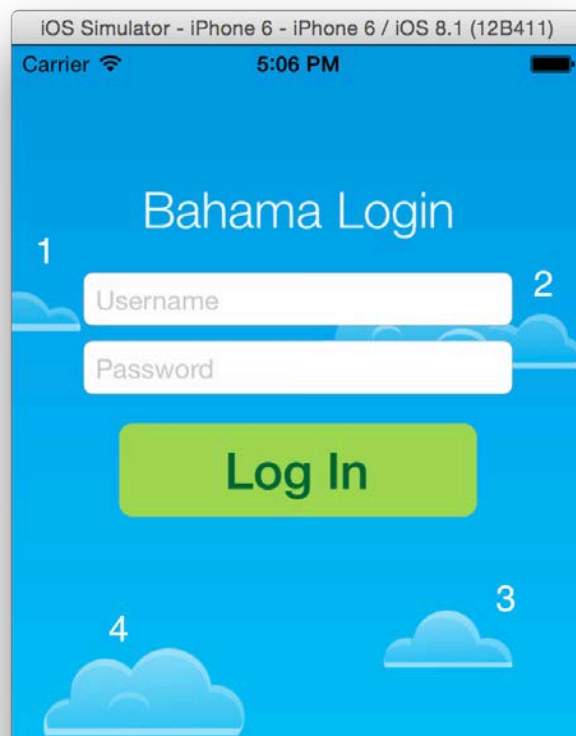 iOS Simulator - iPhone 6 - iPhone 6 / iOS 8.1 (12B411)
Carrier 5:06 PM
Bahama Login
1
2
Username
Password
Log In
3
4